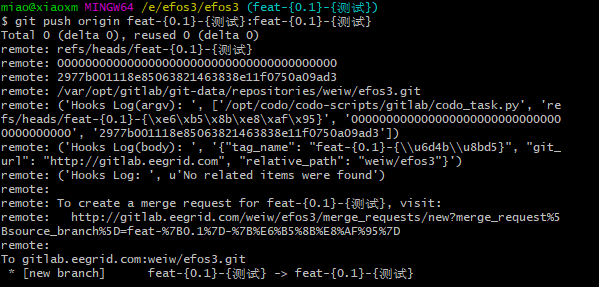 miao@xiaoxm MINGW64 /e/efos3/efos3 (feat-{0.1}-{测试})
$ git push origin feat-{0.1}-{测试}:feat-{0.1}-{测试}
Total 0 (delta 0), reused 0 (delta 0)
remote: refs/heads/feat-{0.1}-{测试}
remote: 0000000000000000000000000000000000000000
remote: 2977b001118e85063821463838e11f0750a09ad3
remote: /var/opt/gitlab/git-data/repositories/weiw/efos3.git
remote: ('Hooks Log(argv): ', ['/opt/codo/codo-scripts/gitlab/codo_task.py', 're
fs/heads/feat-{0.1}-{\xe6\xb5\x8b\xe8\xaf\x95}', '000000000000000000000000000000
0000000000', '2977b001118e85063821463838e11f0750a09ad3'])
remote: ('Hooks Log(body): ', '{"tag_name": "feat-{0.1}-{\\u6d4b\\u8bd5}", "git_
url": "http://gitlab.eegrid.com", "relative_path": "weiw/efos3"}')
remote: ('Hooks Log: ', u'No related items were found')
remote:
remote: To create a merge request for feat-{0.1}-{测试}, visit:
remote:   http://gitlab.eegrid.com/weiw/efos3/merge_requests/new?merge_request%5
Bsource_branch%5D=feat-%7B0.1%7D-%7B%E6%B5%8B%E8%AF%95%7D
remote:
To gitlab.eegrid.com:weiw/efos3.git
 * [new branch]      feat-{0.1}-{测试} -> feat-{0.1}-{测试}